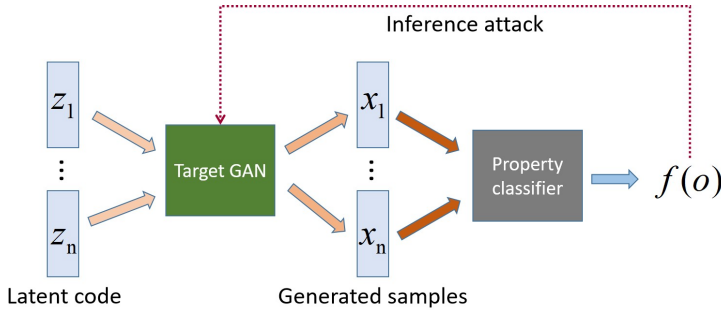 Inference attack
z₁
x₁
⋮
⋮
Target GAN
Property
classifier
f(o)
zₙ
xₙ
Latent code
Generated samples